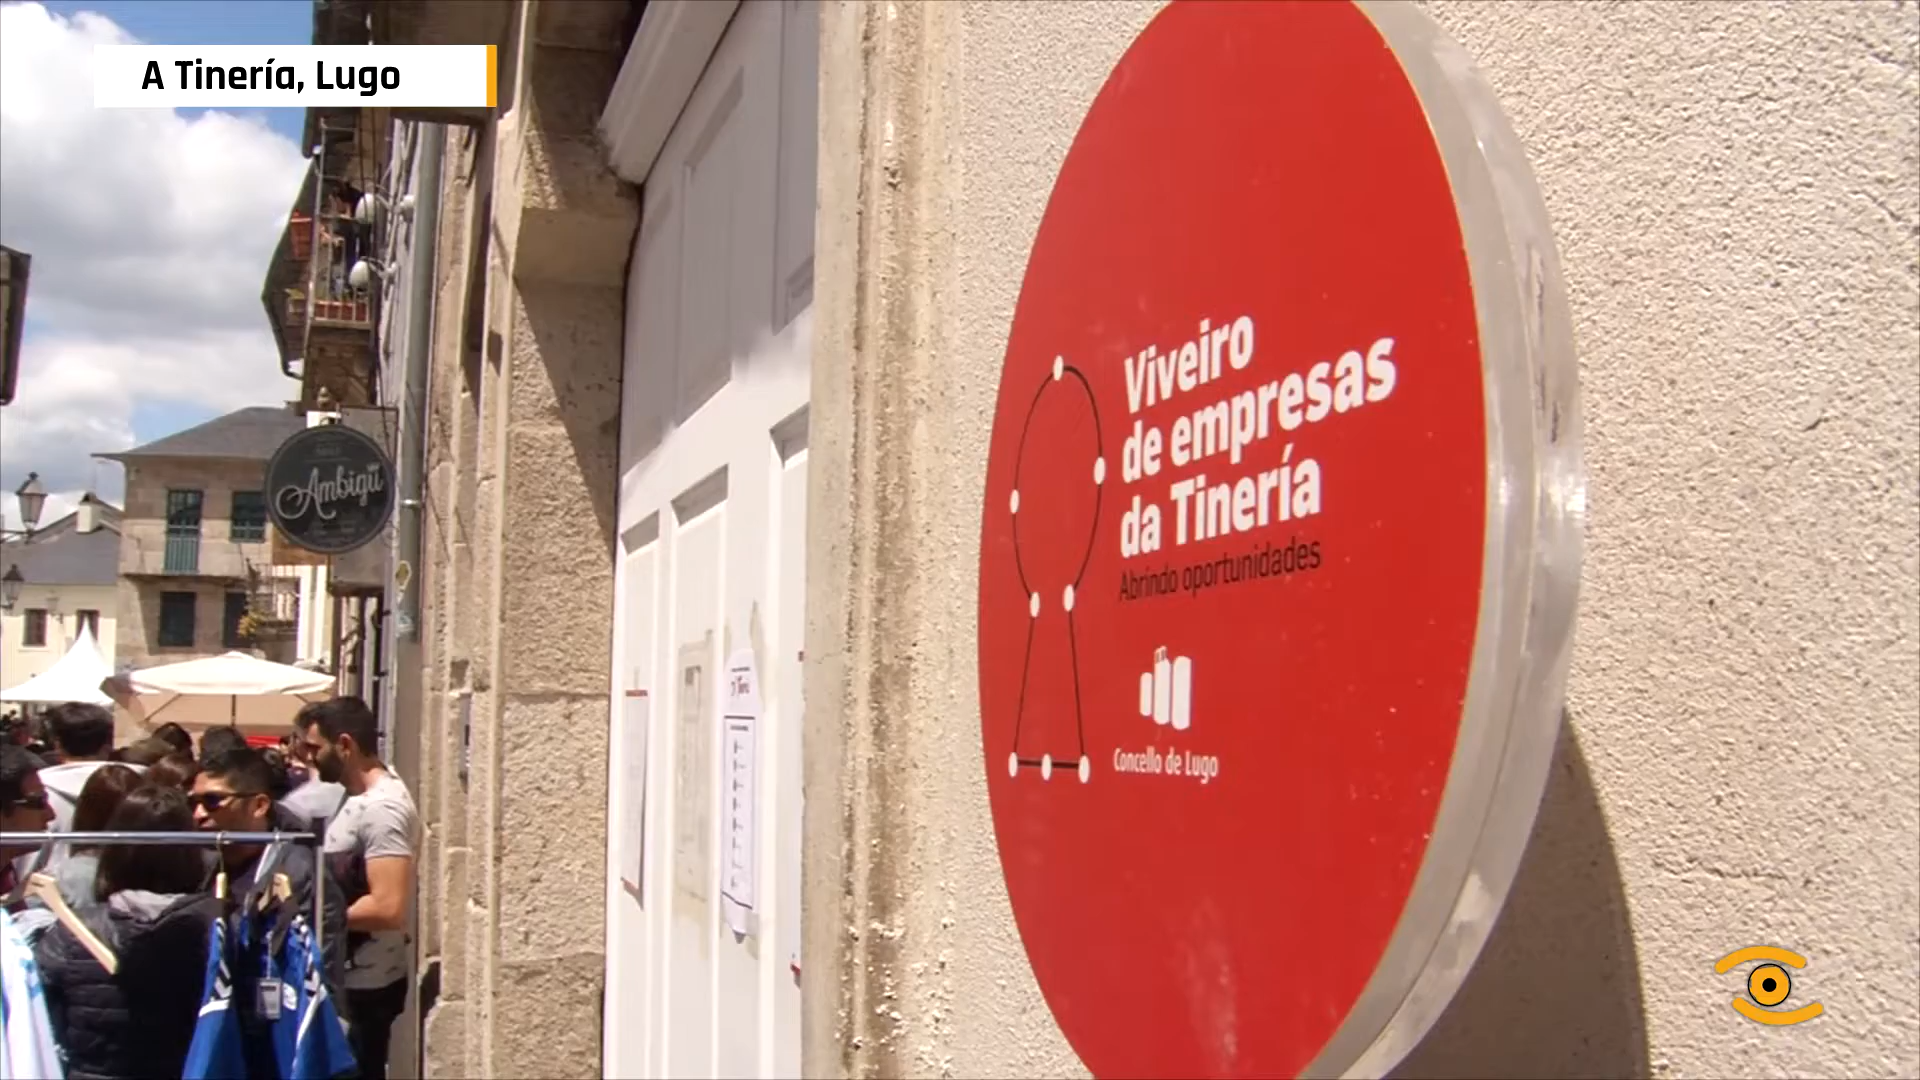 A Tinería, Lugo
Ambigú
Viveiro
de empresas
da Tinería
Abrindo oportunidades
Concello de Lugo